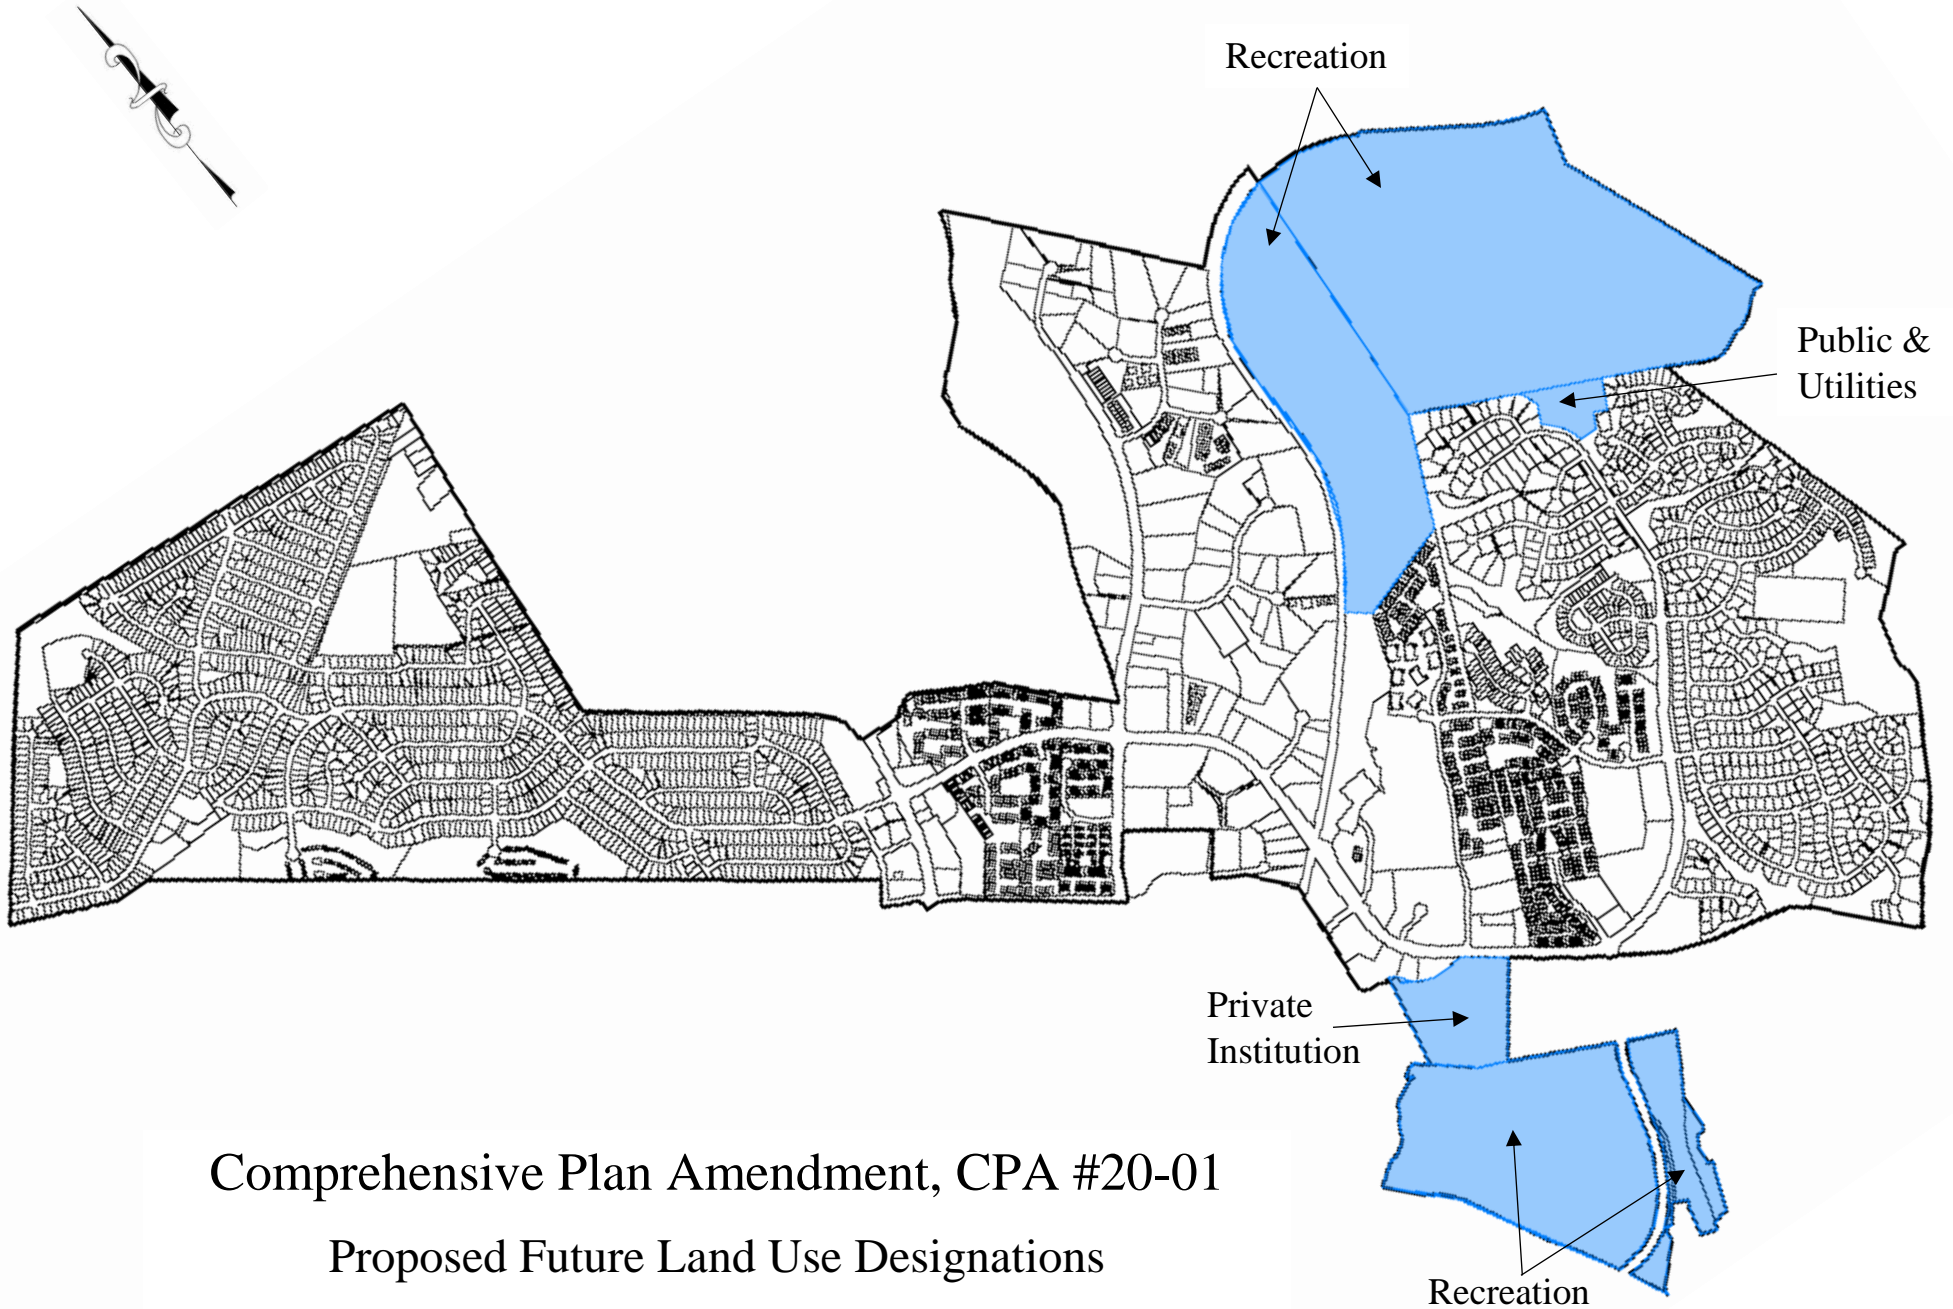 Recreation
Public &
Utilities
Private
Institution
Comprehensive Plan Amendment, CPA #20-01
Proposed Future Land Use Designations
Recreation